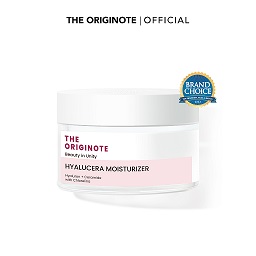 THE ORIGINOTE | OFFICIAL
BRAND
CHOICE
THE
ORIGINOTE
Beauty in Unity
HYALUCERA MOISTURIZER
Hyaluron + Ceramide